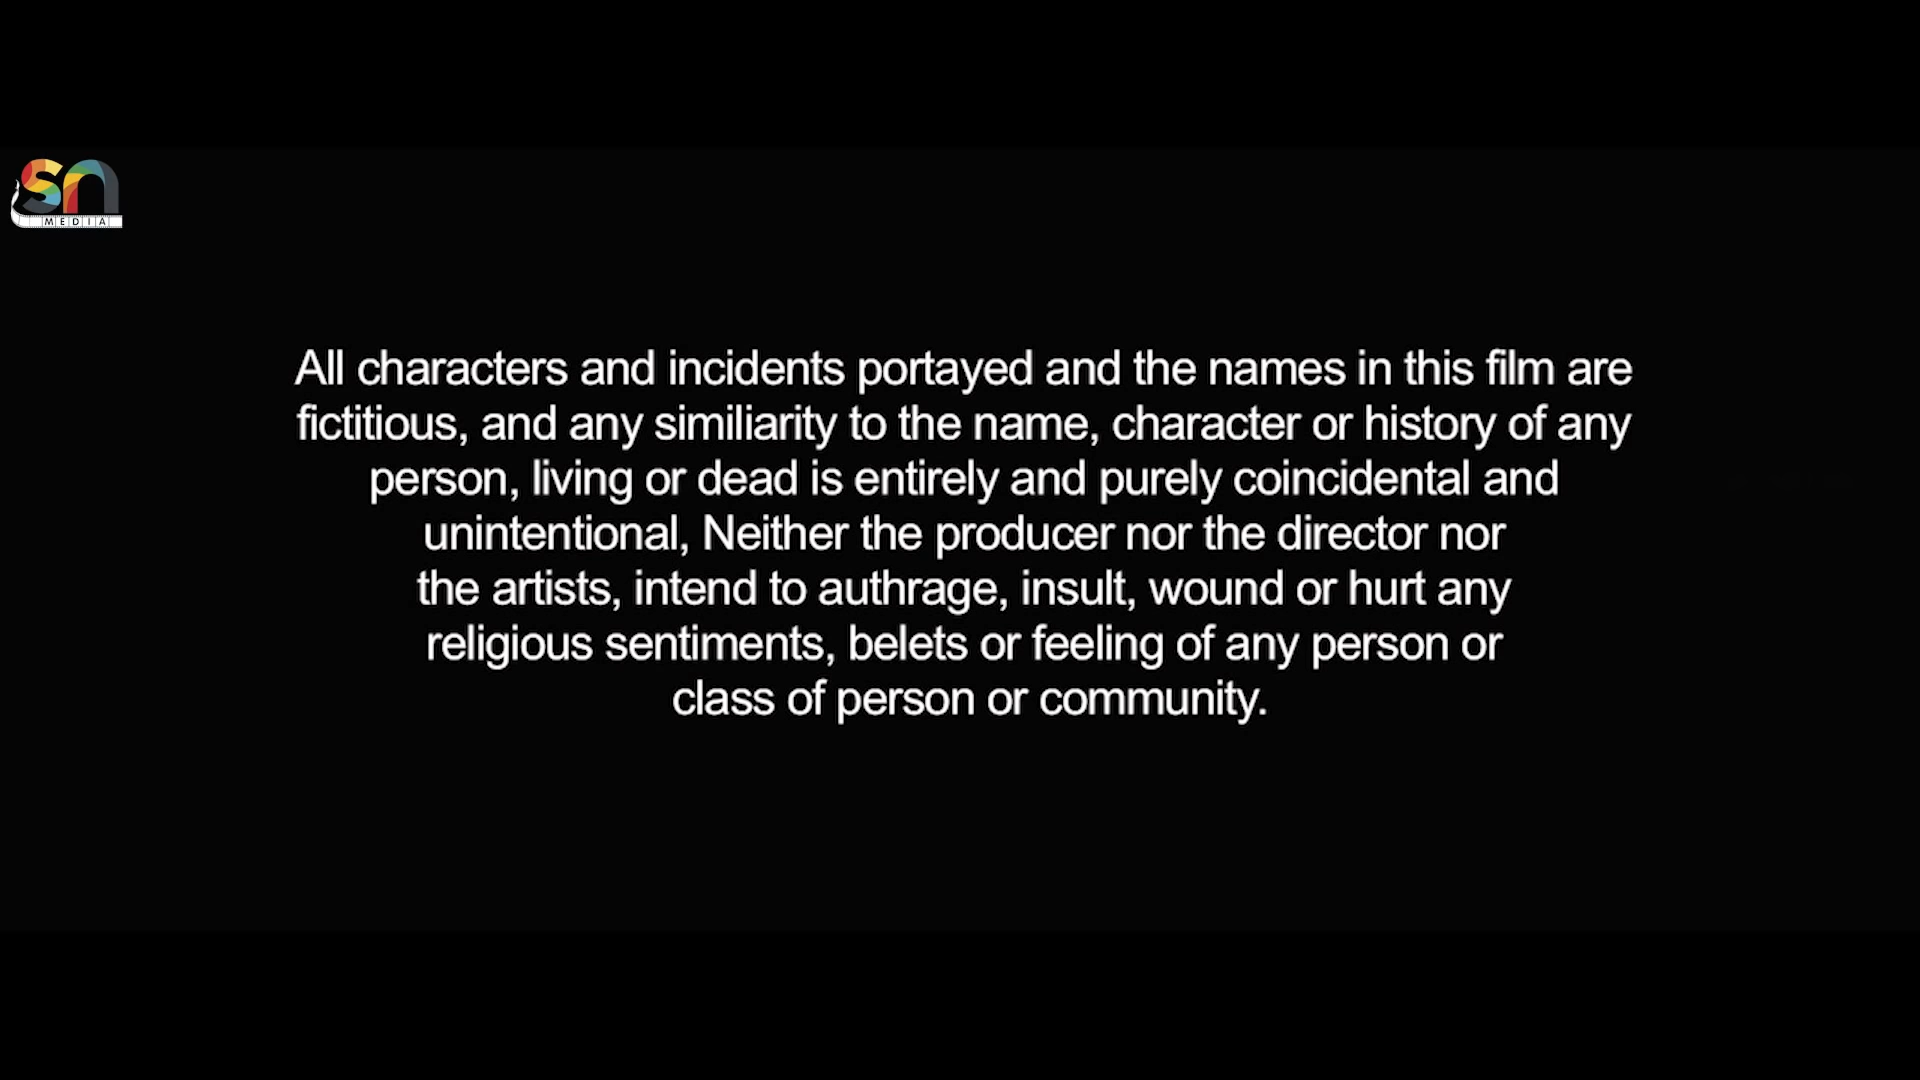 sn
MEDIA
All characters and incidents portayed and the names in this film are
fictitious, and any similiarity to the name, character or history of any
person, living or dead is entirely and purely coincidental and
unintentional, Neither the producer nor the director nor
the artists, intend to authrage, insult, wound or hurt any
religious sentiments, belets or feeling of any person or
class of person or community.